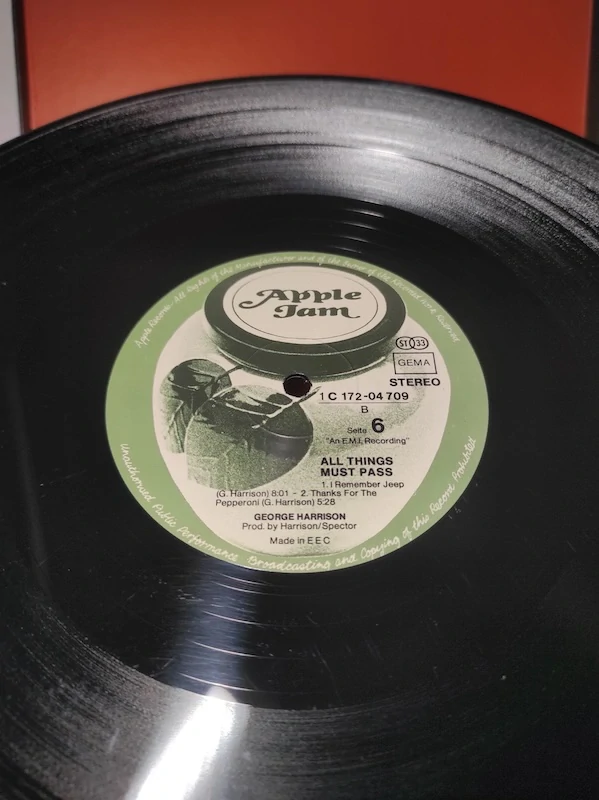 Apple Records · All Rights of the Manufacturer and of the Owner of the Recorded Work Reserved
Apple
Jam
ST 33
GEMA
STEREO
1 C 172-04 709
B
Seite 6
"An E.M.I. Recording"
ALL THINGS
MUST PASS
1. I Remember Jeep
(G. Harrison) 8:01 – 2. Thanks For The
Pepperoni (G. Harrison) 5:28
GEORGE HARRISON
Prod. by Harrison/Spector
Made in EEC
Unauthorised Public Performance Broadcasting and Copying of this Record Prohibited